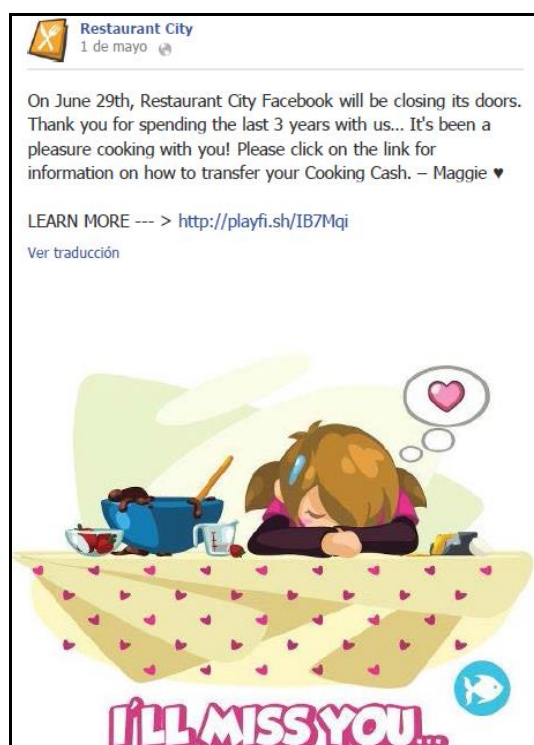 Restaurant City
1 de mayo
On June 29th, Restaurant City Facebook will be closing its doors.
Thank you for spending the last 3 years with us... It's been a
pleasure cooking with you! Please click on the link for
information on how to transfer your Cooking Cash. – Maggie ♥
LEARN MORE --- > http://playfi.sh/IB7Mqi
Ver traducción
I'LL MISS YOU...